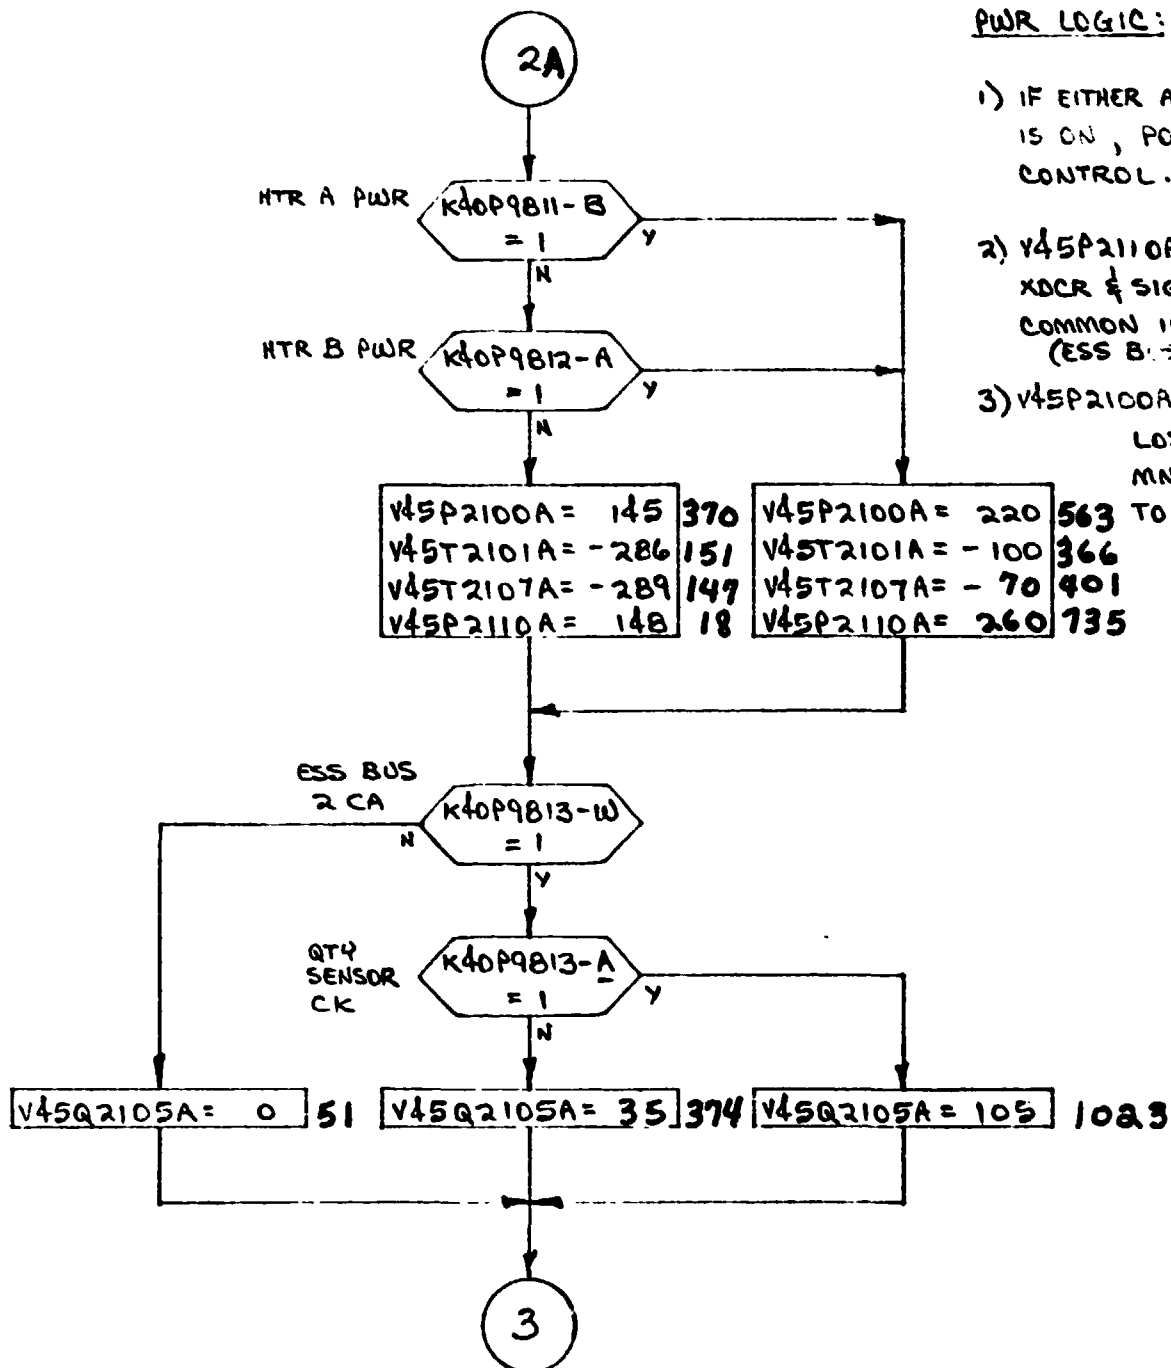 2A
PWR LOGIC:
1) IF EITHER A
IS ON, PO
CONTROL.
2) V45P2110A
XDCR & SIG
COMMON
(ESS B
3) V45P2100A
LOS
MN
TO
HTR A PWR
K40P9811-B
= 1
Y
N
HTR B PWR
K40P9812-A
= 1
Y
N
V45P2100A = 145 370
V45T2101A = -286 151
V45T2107A = -289 147
V45P2110A = 148 18
V45P2100A = 220 563
V45T2101A = -100 366
V45T2107A = -70 401
V45P2110A = 260 735
ESS BUS
2 CA
K40P9813-W
= 1
N
Y
QTY
SENSOR
CK
K40P9813-A
= 1
Y
N
V45Q2105A = 0 51
V45Q2105A = 35 374
V45Q2105A = 105 1023
3